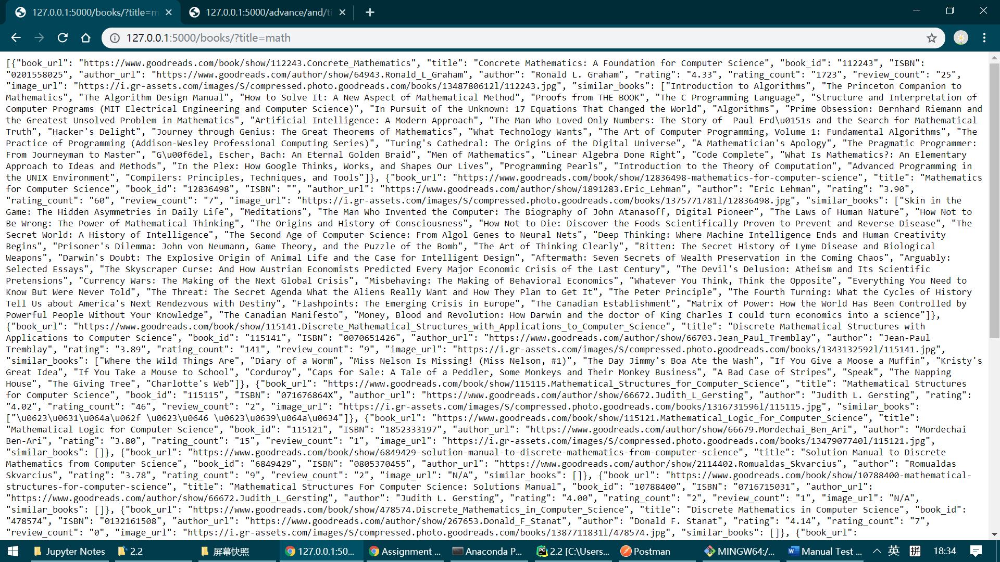 127.0.0.1:5000/books/?title=m
127.0.0.1:5000/advance/and/ti
127.0.0.1:5000/books/?title=math
[{"book_url": "https://www.goodreads.com/book/show/112243.Concrete_Mathematics", "title": "Concrete Mathematics: A Foundation for Computer Science", "book_id": "112243", "ISBN":
"0201558025", "author_url": "https://www.goodreads.com/author/show/64943.Ronald_L_Graham", "author": "Ronald L. Graham", "rating": "4.33", "rating_count": "1723", "review_count": "25",
"image_url": "https://i.gr-assets.com/images/S/compressed.photo.goodreads.com/books/1348780612l/112243.jpg", "similar_books": ["Introduction to Algorithms", "The Princeton Companion to
Mathematics", "The Algorithm Design Manual", "How to Solve It: A New Aspect of Mathematical Method", "Proofs from THE BOOK", "The C Programming Language", "Structure and Interpretation of
Computer Programs (MIT Electrical Engineering and Computer Science)", "In Pursuit of the Unknown: 17 Equations That Changed the World", "Algorithms", "Prime Obsession: Bernhard Riemann and
the Greatest Unsolved Problem in Mathematics", "Artificial Intelligence: A Modern Approach", "The Man Who Loved Only Numbers: The Story of  Paul Erd\u0151s and the Search for Mathematical
Truth", "Hacker's Delight", "Journey through Genius: The Great Theorems of Mathematics", "What Technology Wants", "The Art of Computer Programming, Volume 1: Fundamental Algorithms", "The
Practice of Programming (Addison-Wesley Professional Computing Series)", "Turing's Cathedral: The Origins of the Digital Universe", "A Mathematician's Apology", "The Pragmatic Programmer:
From Journeyman to Master", "G\u00f6del, Escher, Bach: An Eternal Golden Braid", "Men of Mathematics", "Linear Algebra Done Right", "Code Complete", "What Is Mathematics?: An Elementary
Approach to Ideas and Methods", "In the Plex: How Google Thinks, Works, and Shapes Our Lives", "Programming Pearls", "Introduction to the Theory of Computation", "Advanced Programming in
the UNIX Environment", "Compilers: Principles, Techniques, and Tools"]}, {"book_url": "https://www.goodreads.com/book/show/12836498-mathematics-for-computer-science", "title": "Mathematics
for Computer Science", "book_id": "12836498", "ISBN": "", "author_url": "https://www.goodreads.com/author/show/1891283.Eric_Lehman", "author": "Eric Lehman", "rating": "3.90",
"rating_count": "60", "review_count": "7", "image_url": "https://i.gr-assets.com/images/S/compressed.photo.goodreads.com/books/1375771781l/12836498.jpg", "similar_books": ["Skin in the
Game: The Hidden Asymmetries in Daily Life", "Meditations", "The Man Who Invented the Computer: The Biography of John Atanasoff, Digital Pioneer", "The Laws of Human Nature", "How Not to
Be Wrong: The Power of Mathematical Thinking", "The Origins and History of Consciousness", "How Not to Die: Discover the Foods Scientifically Proven to Prevent and Reverse Disease", "The
Secret World: A History of Intelligence", "The Second Age of Computer Science: From Algol Genes to Neural Nets", "Deep Thinking: Where Machine Intelligence Ends and Human Creativity
Begins", "Prisoner's Dilemma: John von Neumann, Game Theory, and the Puzzle of the Bomb", "The Art of Thinking Clearly", "Bitten: The Secret History of Lyme Disease and Biological
Weapons", "Darwin's Doubt: The Explosive Origin of Animal Life and the Case for Intelligent Design", "Aftermath: Seven Secrets of Wealth Preservation in the Coming Chaos", "Arguably:
Selected Essays", "The Skyscraper Curse: And How Austrian Economists Predicted Every Major Economic Crisis of the Last Century", "The Devil's Delusion: Atheism and Its Scientific
Pretensions", "Currency Wars: The Making of the Next Global Crisis", "Misbehaving: The Making of Behavioral Economics", "Whatever You Think, Think the Opposite", "Everything You Need to
Know But Were Never Told", "The Threat: The Secret Agenda What the Aliens Really Want and How They Plan to Get It", "The Peter Principle", "The Fourth Turning: What the Cycles of History
Tell Us about America's Next Rendezvous with Destiny", "Flashpoints: The Emerging Crisis in Europe", "The Canadian Establishment", "Matrix of Power: How the World Has Been Controlled by
Powerful People Without Your Knowledge", "The Canadian Manifesto", "Money, Blood and Revolution: How Darwin and the doctor of King Charles I could turn economics into a science"]},
{"book_url": "https://www.goodreads.com/book/show/115141.Discrete_Mathematical_Structures_with_Applications_to_Computer_Science", "title": "Discrete Mathematical Structures with
Applications to Computer Science", "book_id": "115141", "ISBN": "0070651426", "author_url": "https://www.goodreads.com/author/show/66703.Jean_Paul_Tremblay", "author": "Jean-Paul
Tremblay", "rating": "3.89", "rating_count": "141", "review_count": "9", "image_url": "https://i.gr-assets.com/images/S/compressed.photo.goodreads.com/books/1343132592l/115141.jpg",
"similar_books": ["Where the Wild Things Are", "Diary of a Worm", "Miss Nelson Is Missing! (Miss Nelson, #1)", "The Day Jimmy's Boa Ate the Wash", "If You Give a Moose a Muffin", "Kristy's
Great Idea", "If You Take a Mouse to School", "Corduroy", "Caps for Sale: A Tale of a Peddler, Some Monkeys and Their Monkey Business", "A Bad Case of Stripes", "Speak", "The Napping
House", "The Giving Tree", "Charlotte's Web"]}, {"book_url": "https://www.goodreads.com/book/show/115115.Mathematical_Structures_for_Computer_Science", "title": "Mathematical Structures
for Computer Science", "book_id": "115115", "ISBN": "071676864X", "author_url": "https://www.goodreads.com/author/show/66672.Judith_L_Gersting", "author": "Judith L. Gersting", "rating":
"4.02", "rating_count": "46", "review_count": "2", "image_url": "https://i.gr-assets.com/images/S/compressed.photo.goodreads.com/books/1316731596l/115115.jpg", "similar_books":
["\u0623\u0631\u064a\u062f \u0623\u0646 \u0623\u0639\u064a\u0634"]}, {"book_url": "https://www.goodreads.com/book/show/115121.Mathematical_Logic_for_Computer_Science", "title":
"Mathematical Logic for Computer Science", "book_id": "115121", "ISBN": "1852333197", "author_url": "https://www.goodreads.com/author/show/66679.Mordechai_Ben_Ari", "author": "Mordechai
Ben-Ari", "rating": "3.80", "rating_count": "15", "review_count": "1", "image_url": "https://i.gr-assets.com/images/S/compressed.photo.goodreads.com/books/1347907740l/115121.jpg",
"similar_books": []}, {"book_url": "https://www.goodreads.com/book/show/6849429-solution-manual-to-discrete-mathematics-from-computer-science", "title": "Solution Manual to Discrete
Mathematics from Computer Science", "book_id": "6849429", "ISBN": "0805370455", "author_url": "https://www.goodreads.com/author/show/2114402.Romualdas_Skvarcius", "author": "Romualdas
Skvarcius", "rating": "3.78", "rating_count": "9", "review_count": "2", "image_url": "N/A", "similar_books": []}, {"book_url": "https://www.goodreads.com/book/show/10788400-mathematical-
structures-for-computer-science", "title": "Mathematical Structures For Computer Science: Solutions Manual", "book_id": "10788400", "ISBN": "0716715031", "author_url":
"https://www.goodreads.com/author/show/66672.Judith_L_Gersting", "author": "Judith L. Gersting", "rating": "4.00", "rating_count": "2", "review_count": "1", "image_url": "N/A",
"similar_books": []}, {"book_url": "https://www.goodreads.com/book/show/478574.Discrete_Mathematics_in_Computer_Science", "title": "Discrete Mathematics in Computer Science", "book_id":
"478574", "ISBN": "0132161508", "author_url": "https://www.goodreads.com/author/show/267653.Donald_F_Stanat", "author": "Donald F. Stanat", "rating": "4.14", "rating_count": "7",
"review_count": "0", "image_url": "https://i.gr-assets.com/images/S/compressed.photo.goodreads.com/books/1387711831l/478574.jpg", "similar_books": []}, {"book_url":
Jupyter Notes 2.2 屏幕快照 127.0.0.1:50... Assignment ... Anaconda P... PC 2.2 [C:\Users... Postman MINGW64:/... W Manual Test ... 英 拼 18:34